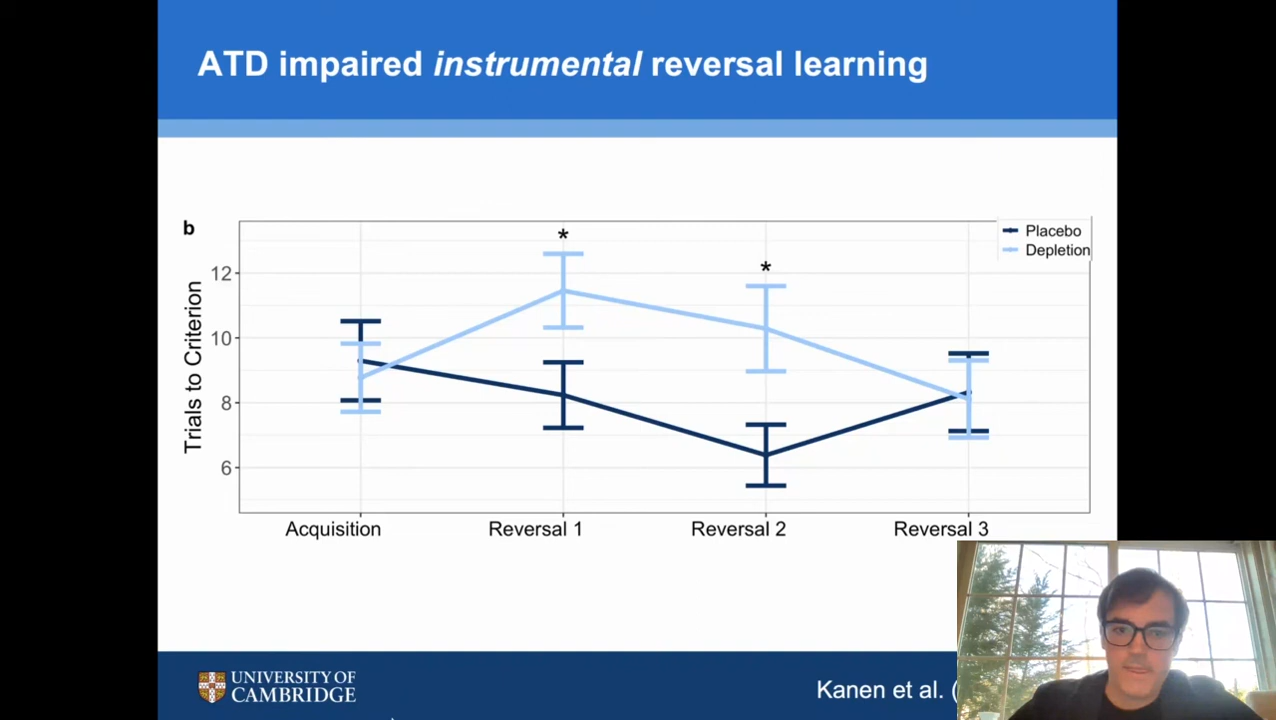 ATD impaired instrumental reversal learning
b
* *
Placebo
Depletion
Trials to Criterion
12
10
8
6
Acquisition Reversal 1 Reversal 2 Reversal 3
UNIVERSITY OF
CAMBRIDGE
Kanen et al. (